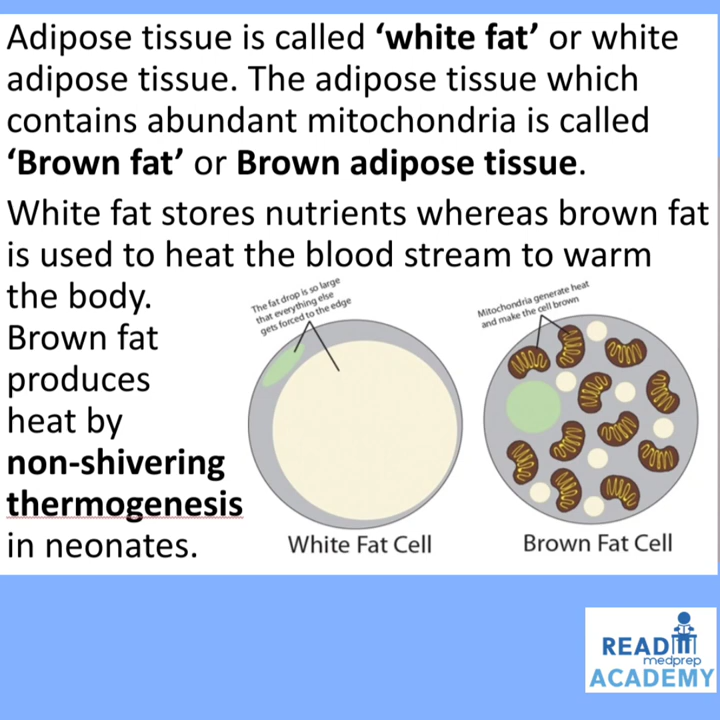 Adipose tissue is called ‘white fat’ or white
adipose tissue. The adipose tissue which
contains abundant mitochondria is called
‘Brown fat’ or Brown adipose tissue.
White fat stores nutrients whereas brown fat
is used to heat the blood stream to warm
the body.
Brown fat
produces
heat by
non-shivering
thermogenesis
in neonates.
The fat drop is so large
that everything else
gets forced to the edge
Mitochondria generate heat
and make the cell brown
White Fat Cell
Brown Fat Cell
READ
medprep
ACADEMY